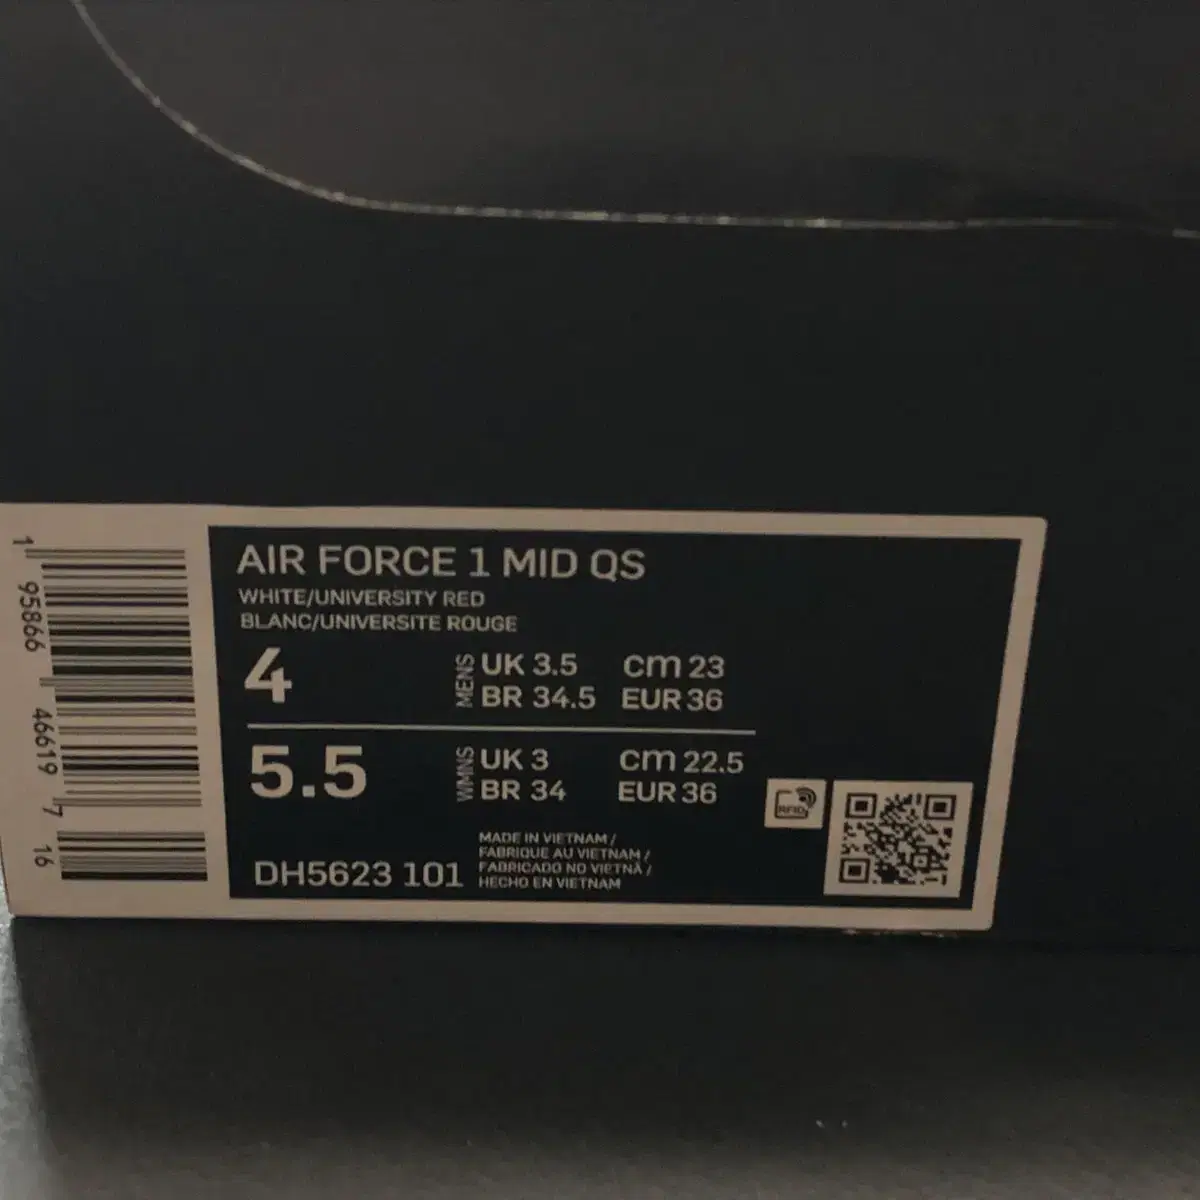 AIR FORCE 1 MID QS
WHITE/UNIVERSITY RED
BLANC/UNIVERSITE ROUGE
4
MENS
UK 3.5 cm 23
BR 34.5 EUR 36
5.5
WMNS
UK 3 cm 22.5
BR 34 EUR 36
DH5623 101
MADE IN VIETNAM /
FABRIQUE AU VIETNAM /
FABRICADO NO VIETNÃ /
HECHO EN VIETNAM
RFID
1 95866 46619 7 16